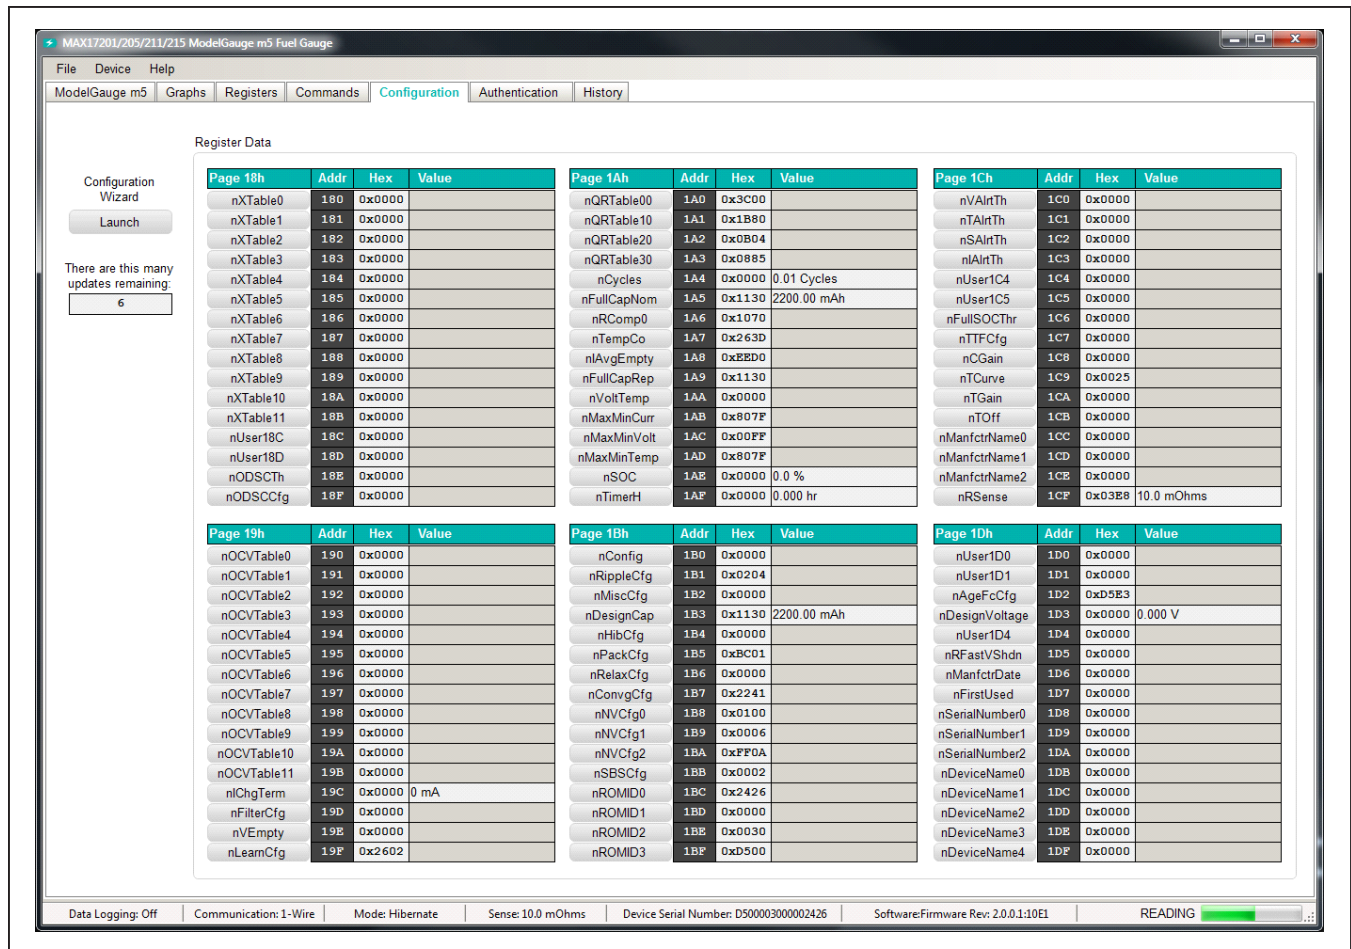 MAX17201/205/211/215 ModelGauge m5 Fuel Gauge
File Device Help
ModelGauge m5 Graphs Registers Commands Configuration Authentication History
Register Data
Configuration
Wizard
Launch
There are this many
updates remaining:
6
Page 18h Addr Hex Value
nXTable0 180 0x0000
nXTable1 181 0x0000
nXTable2 182 0x0000
nXTable3 183 0x0000
nXTable4 184 0x0000
nXTable5 185 0x0000
nXTable6 186 0x0000
nXTable7 187 0x0000
nXTable8 188 0x0000
nXTable9 189 0x0000
nXTable10 18A 0x0000
nXTable11 18B 0x0000
nUser18C 18C 0x0000
nUser18D 18D 0x0000
nODSCTh 18E 0x0000
nODSCCfg 18F 0x0000
Page 1Ah Addr Hex Value
nQRTable00 1A0 0x3C00
nQRTable10 1A1 0x1B80
nQRTable20 1A2 0x0B04
nQRTable30 1A3 0x0885
nCycles 1A4 0x0000 0.01 Cycles
nFullCapNom 1A5 0x1130 2200.00 mAh
nRComp0 1A6 0x1070
nTempCo 1A7 0x263D
nIAvgEmpty 1A8 0xEED0
nFullCapRep 1A9 0x1130
nVoltTemp 1AA 0x0000
nMaxMinCurr 1AB 0x807F
nMaxMinVolt 1AC 0x00FF
nMaxMinTemp 1AD 0x807F
nSOC 1AE 0x0000 0.0 %
nTimerH 1AF 0x0000 0.000 hr
Page 1Ch Addr Hex Value
nVAlrtTh 1C0 0x0000
nTAlrtTh 1C1 0x0000
nSAlrtTh 1C2 0x0000
nIAlrtTh 1C3 0x0000
nUser1C4 1C4 0x0000
nUser1C5 1C5 0x0000
nFullSOCThr 1C6 0x0000
nTTFCfg 1C7 0x0000
nCGain 1C8 0x0000
nTCurve 1C9 0x0025
nTGain 1CA 0x0000
nTOff 1CB 0x0000
nManfctrName0 1CC 0x0000
nManfctrName1 1CD 0x0000
nManfctrName2 1CE 0x0000
nRSense 1CF 0x03E8 10.0 mOhms
Page 19h Addr Hex Value
nOCVTable0 190 0x0000
nOCVTable1 191 0x0000
nOCVTable2 192 0x0000
nOCVTable3 193 0x0000
nOCVTable4 194 0x0000
nOCVTable5 195 0x0000
nOCVTable6 196 0x0000
nOCVTable7 197 0x0000
nOCVTable8 198 0x0000
nOCVTable9 199 0x0000
nOCVTable10 19A 0x0000
nOCVTable11 19B 0x0000
nIChgTerm 19C 0x0000 0 mA
nFilterCfg 19D 0x0000
nVEmpty 19E 0x0000
nLearnCfg 19F 0x2602
Page 1Bh Addr Hex Value
nConfig 1B0 0x0000
nRippleCfg 1B1 0x0204
nMiscCfg 1B2 0x0000
nDesignCap 1B3 0x1130 2200.00 mAh
nHibCfg 1B4 0x0000
nPackCfg 1B5 0xBC01
nRelaxCfg 1B6 0x0000
nConvgCfg 1B7 0x2241
nNVCfg0 1B8 0x0100
nNVCfg1 1B9 0x0006
nNVCfg2 1BA 0xFF0A
nSBSCfg 1BB 0x0002
nROMID0 1BC 0x2426
nROMID1 1BD 0x0000
nROMID2 1BE 0x0030
nROMID3 1BF 0xD500
Page 1Dh Addr Hex Value
nUser1D0 1D0 0x0000
nUser1D1 1D1 0x0000
nAgeFcCfg 1D2 0xD5E3
nDesignVoltage 1D3 0x0000 0.000 V
nUser1D4 1D4 0x0000
nRFastVShdn 1D5 0x0000
nManfctrDate 1D6 0x0000
nFirstUsed 1D7 0x0000
nSerialNumber0 1D8 0x0000
nSerialNumber1 1D9 0x0000
nSerialNumber2 1DA 0x0000
nDeviceName0 1DB 0x0000
nDeviceName1 1DC 0x0000
nDeviceName2 1DD 0x0000
nDeviceName3 1DE 0x0000
nDeviceName4 1DF 0x0000
Data Logging: Off Communication: 1-Wire Mode: Hibernate Sense: 10.0 mOhms Device Serial Number: D500003000002426 Software:Firmware Rev: 2.0.0.1:10E1 READING